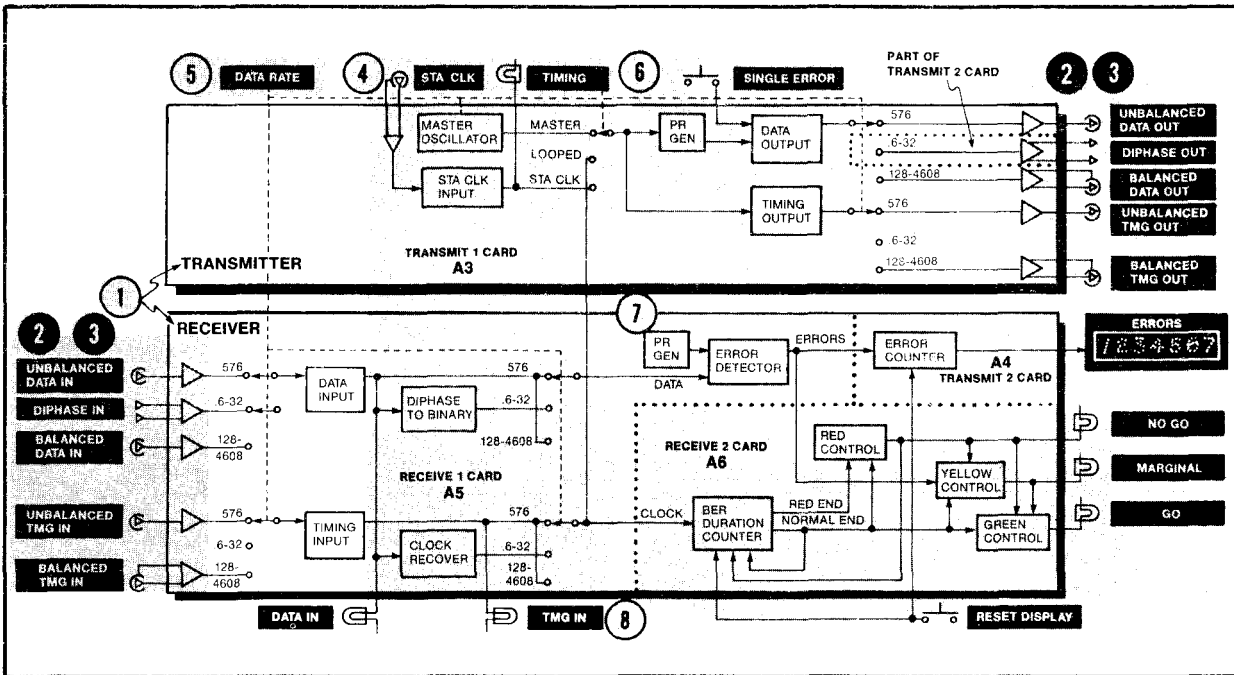 PART OF
TRANSMIT 2 CARD
5
DATA RATE
4
STA CLK
TIMING
6
SINGLE ERROR
2 3
MASTER
OSCILLATOR
MASTER
LOOPED
STA CLK
INPUT
STA CLK
PR
GEN
DATA
OUTPUT
TIMING
OUTPUT
576
.6-32
128-4608
576
.6-32
128-4608
UNBALANCED
DATA OUT
DIPHASE OUT
BALANCED
DATA OUT
UNBALANCED
TMG OUT
BALANCED
TMG OUT
TRANSMIT 1 CARD
A3
TRANSMITTER
1
RECEIVER
2 3
UNBALANCED
DATA IN
DIPHASE IN
BALANCED
DATA IN
UNBALANCED
TMG IN
BALANCED
TMG IN
576
.6-32
128-
4608
576
.6-32
128-
4608
DATA
INPUT
DIPHASE
TO BINARY
576
.6-32
128-4608
RECEIVE 1 CARD
A5
TIMING
INPUT
CLOCK
RECOVER
576
.6-32
128-
4608
7
PR
GEN
DATA
ERROR
DETECTOR
ERRORS
ERROR
COUNTER
A4
TRANSMIT 2 CARD
ERRORS
1234567
RECEIVE 2 CARD
A6
RED
CONTROL
YELLOW
CONTROL
GREEN
CONTROL
CLOCK
BER
DURATION
COUNTER
RED END
NORMAL END
NO GO
MARGINAL
GO
DATA IN
TMG IN
8
RESET DISPLAY